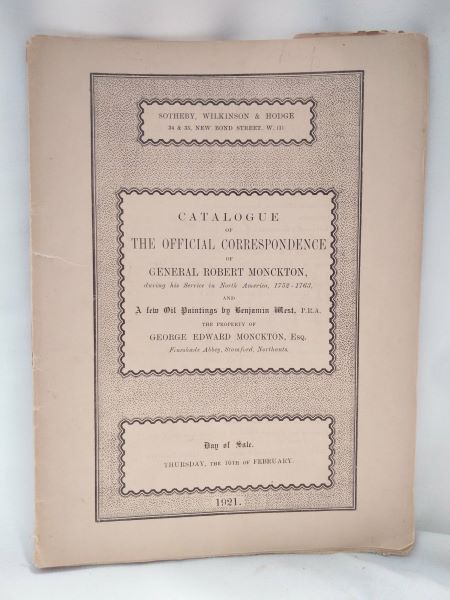 SOTHEBY, WILKINSON & HODGE
34 & 35, NEW BOND STREET, W. (1)
CATALOGUE
OF
THE OFFICIAL CORRESPONDENCE
OF
GENERAL ROBERT MONCKTON,
during his Service in North America, 1752-1763,
AND
A few Oil Paintings by Benjamin West, P.R.A.
THE PROPERTY OF
GEORGE EDWARD MONCKTON, ESQ.
Fineshade Abbey, Stamford, Northants.
Day of Sale.
THURSDAY, THE 10TH OF FEBRUARY.
1921.